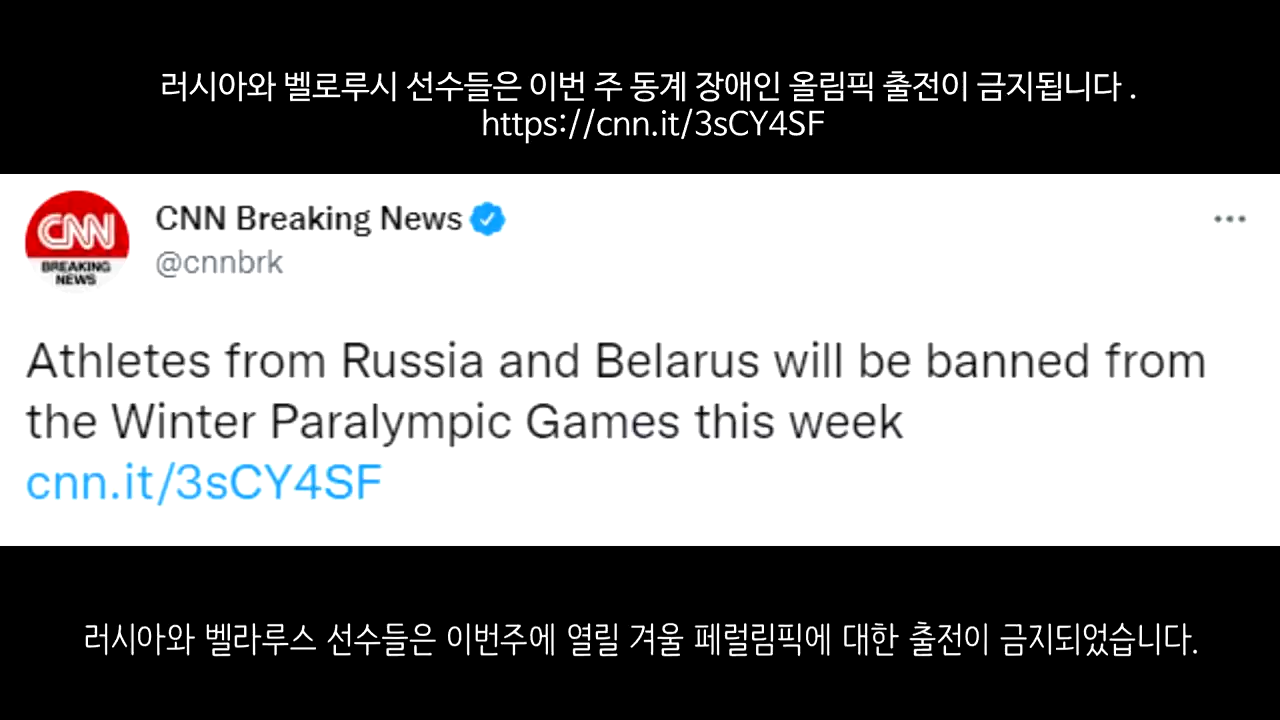 러시아와 벨로루시 선수들은 이번 주 동계 장애인 올림픽 출전이 금지됩니다 .
https://cnn.it/3sCY4SF
CNN
BREAKING
NEWS
CNN Breaking News
@cnnbrk
Athletes from Russia and Belarus will be banned from
the Winter Paralympic Games this week
cnn.it/3sCY4SF
러시아와 벨라루스 선수들은 이번주에 열릴 겨울 페럴림픽에 대한 출전이 금지되었습니다.